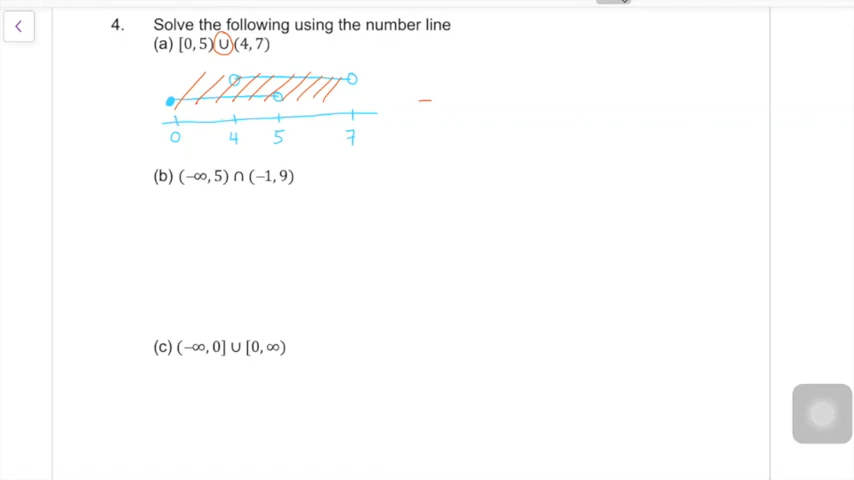 4. Solve the following using the number line
(a) [0, 5) ∪ (4, 7)
0 4 5 7
(b) (−∞, 5) ∩ (−1, 9)
(c) (−∞, 0] ∪ [0, ∞)